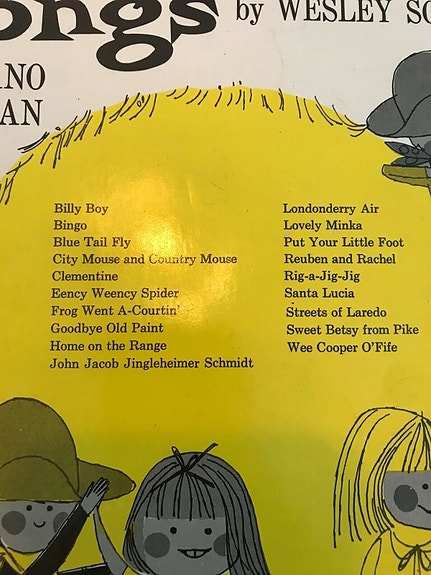 ongs by WESLEY SC
NO
AN
Billy Boy
Bingo
Blue Tail Fly
City Mouse and Country Mouse
Clementine
Eency Weency Spider
Frog Went A-Courtin'
Goodbye Old Paint
Home on the Range
John Jacob Jingleheimer Schmidt
Londonderry Air
Lovely Minka
Put Your Little Foot
Reuben and Rachel
Rig-a-Jig-Jig
Santa Lucia
Streets of Laredo
Sweet Betsy from Pike
Wee Cooper O'Fife